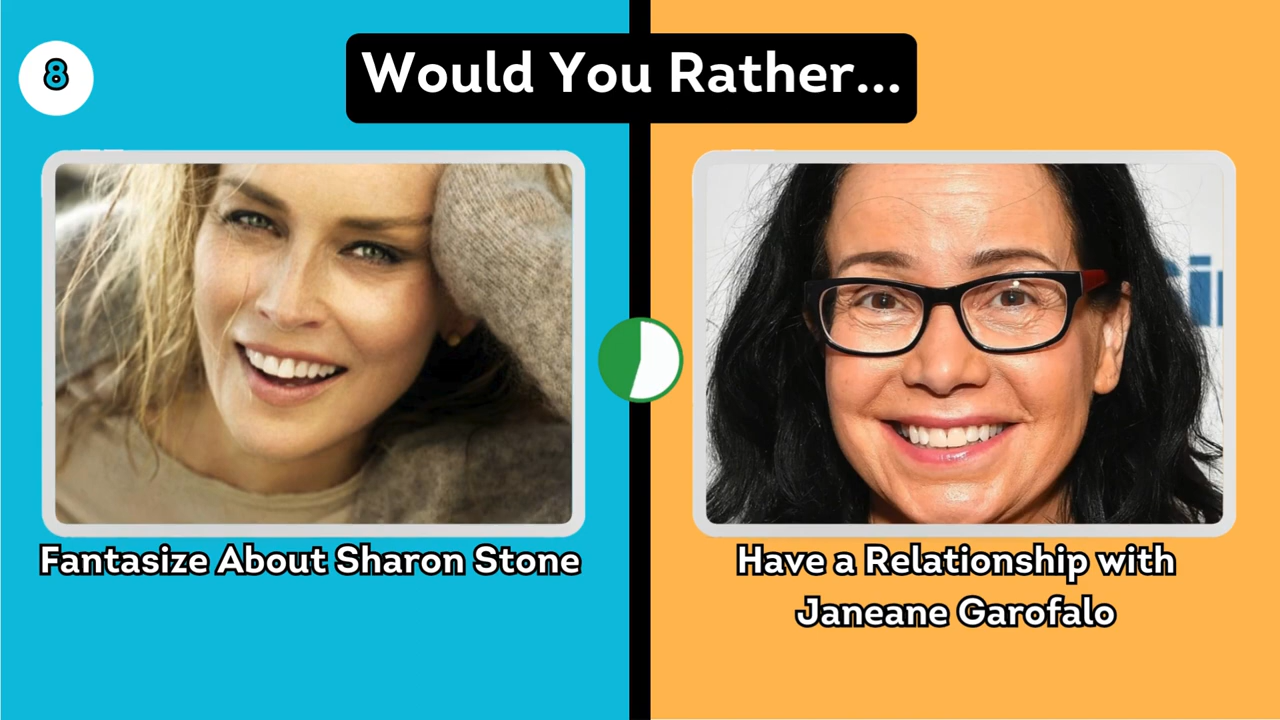 8
Would You Rather...
Fantasize About Sharon Stone
Have a Relationship with
Janeane Garofalo